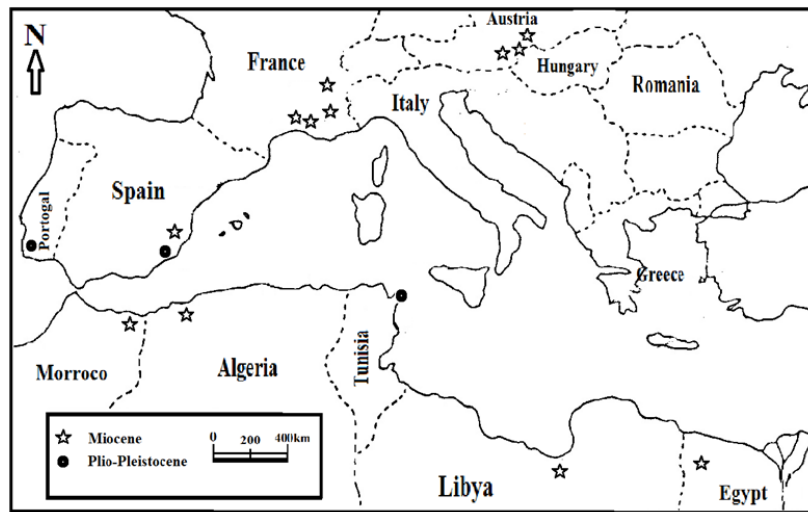 N
Austria
France
Hungary
Romania
Italy
Spain
Portogal
Greece
Morroco
Algeria
Tunisia
Miocene
Plio-Pleistocene
0 200 400km
Libya
Egypt